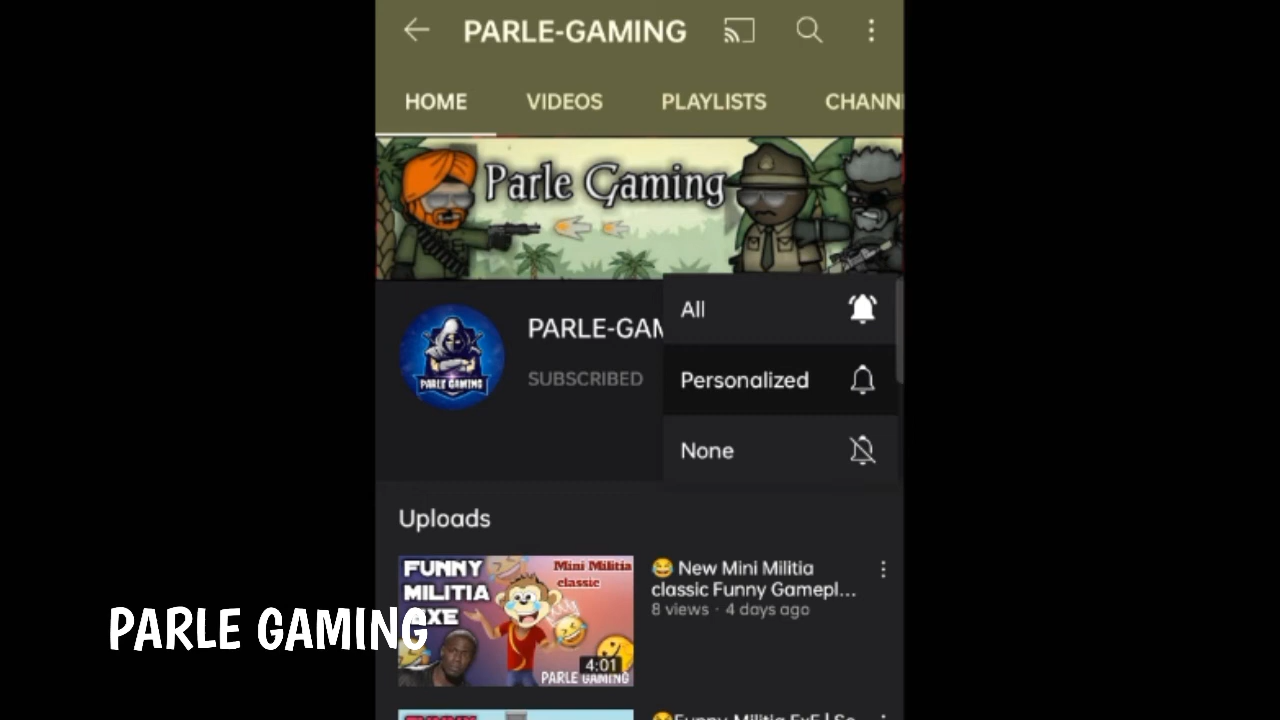 PARLE-GAMING
HOME VIDEOS PLAYLISTS CHANN
Parle Gaming
All
PARLE-GAM
PARLE GAMING
SUBSCRIBED
Personalized
None
Uploads
FUNNY
MILITIA
EXE
Mini Militia
classic
4:01
PARLE GAMING
😂 New Mini Militia
classic Funny Gamepl...
8 views · 4 days ago
PARLE GAMING